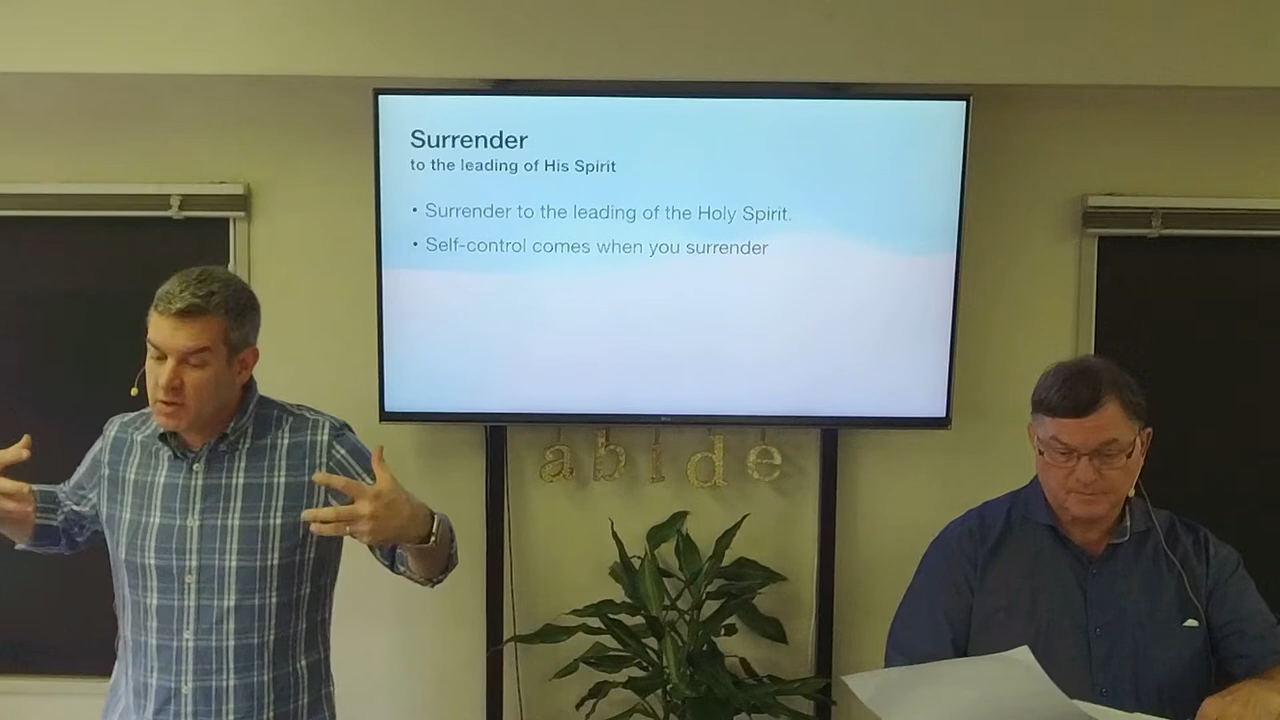 Surrender
to the leading of His Spirit
• Surrender to the leading of the Holy Spirit.
• Self-control comes when you surrender
abide